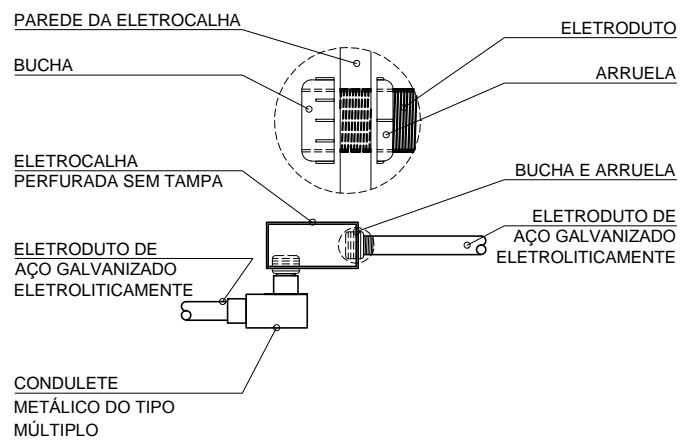 PAREDE DA ELETROCALHA
ELETRODUTO
BUCHA
ARRUELA
ELETROCALHA
PERFURADA SEM TAMPA
BUCHA E ARRUELA
ELETRODUTO DE
AÇO GALVANIZADO
ELETROLITICAMENTE
ELETRODUTO DE
AÇO GALVANIZADO
ELETROLITICAMENTE
CONDULETE
METÁLICO DO TIPO
MÚLTIPLO